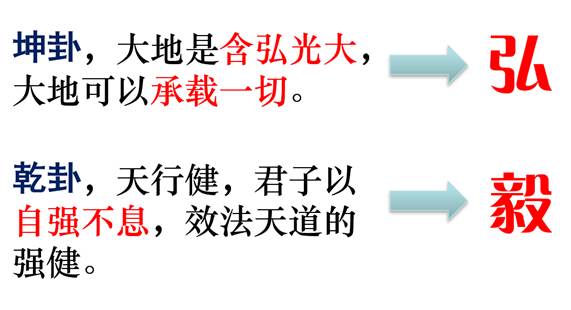 坤卦，大地是含弘光大，
大地可以承载一切。
弘
乾卦，天行健，君子以
自强不息，效法天道的
强健。
毅